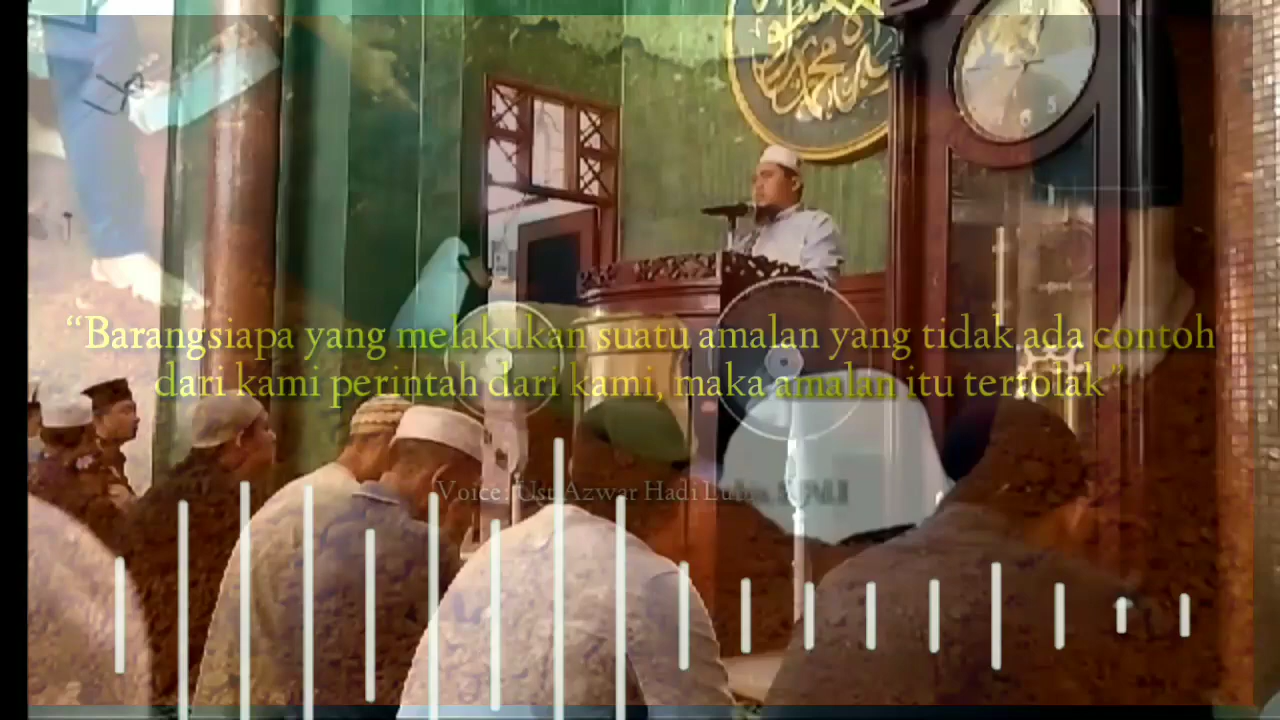 “Barangsiapa yang melakukan suatu amalan yang tidak ada contoh
dari kami perintah dari kami, maka amalan itu tertolak”
Voice: Ust Azwar Hadi